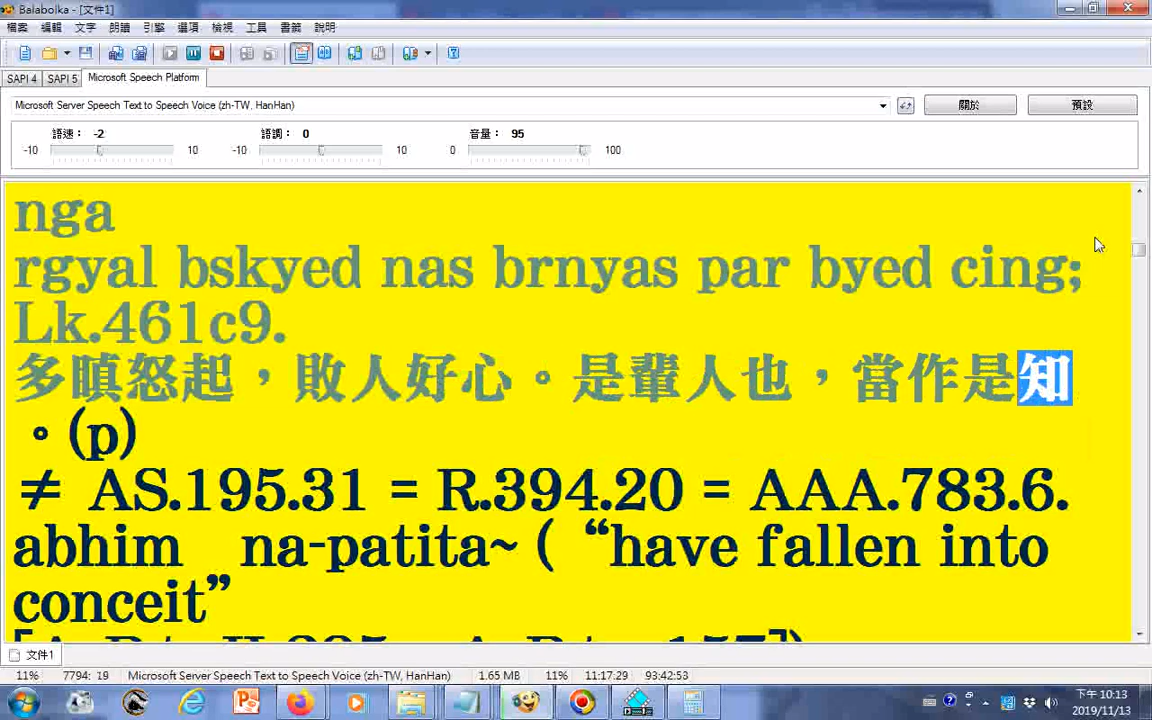 Balabolka - [文件1]
檔案 編輯 文字 朗讀 引擎 選項 檢視 工具 書籤 說明
SAPI 4 SAPI 5 Microsoft Speech Platform
Microsoft Server Speech Text to Speech Voice (zh-TW, HanHan) 關於 預設
語速： -2 語調： 0 音量： 95
-10 10 -10 10 0 100
nga
rgyal bskyed nas brnyas par byed cing;
Lk.461c9.
多瞋怒起，敗人好心。是輩人也，當作是知
。(p)
≠ AS.195.31 = R.394.20 = AAA.783.6.
abhim na-patita~ ( “have fallen into
conceit”
文件1
11% 7794: 19 Microsoft Server Speech Text to Speech Voice (zh-TW, HanHan) 1.65 MB 11% 11:17:29 93:42:53
下午 10:13
2019/11/13